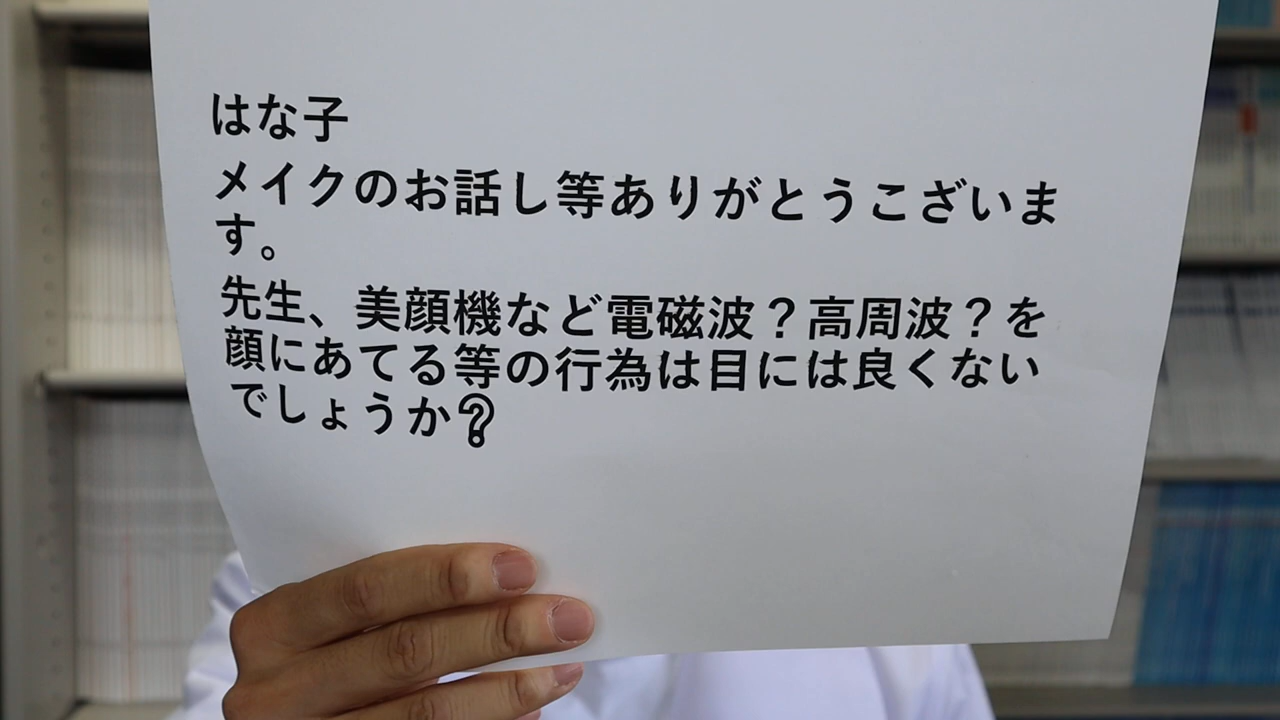 はな子
メイクのお話し等ありがとうこざいま
す。
先生、美顔機など電磁波？高周波？を
顔にあてる等の行為は目には良くない
でしょうか❔